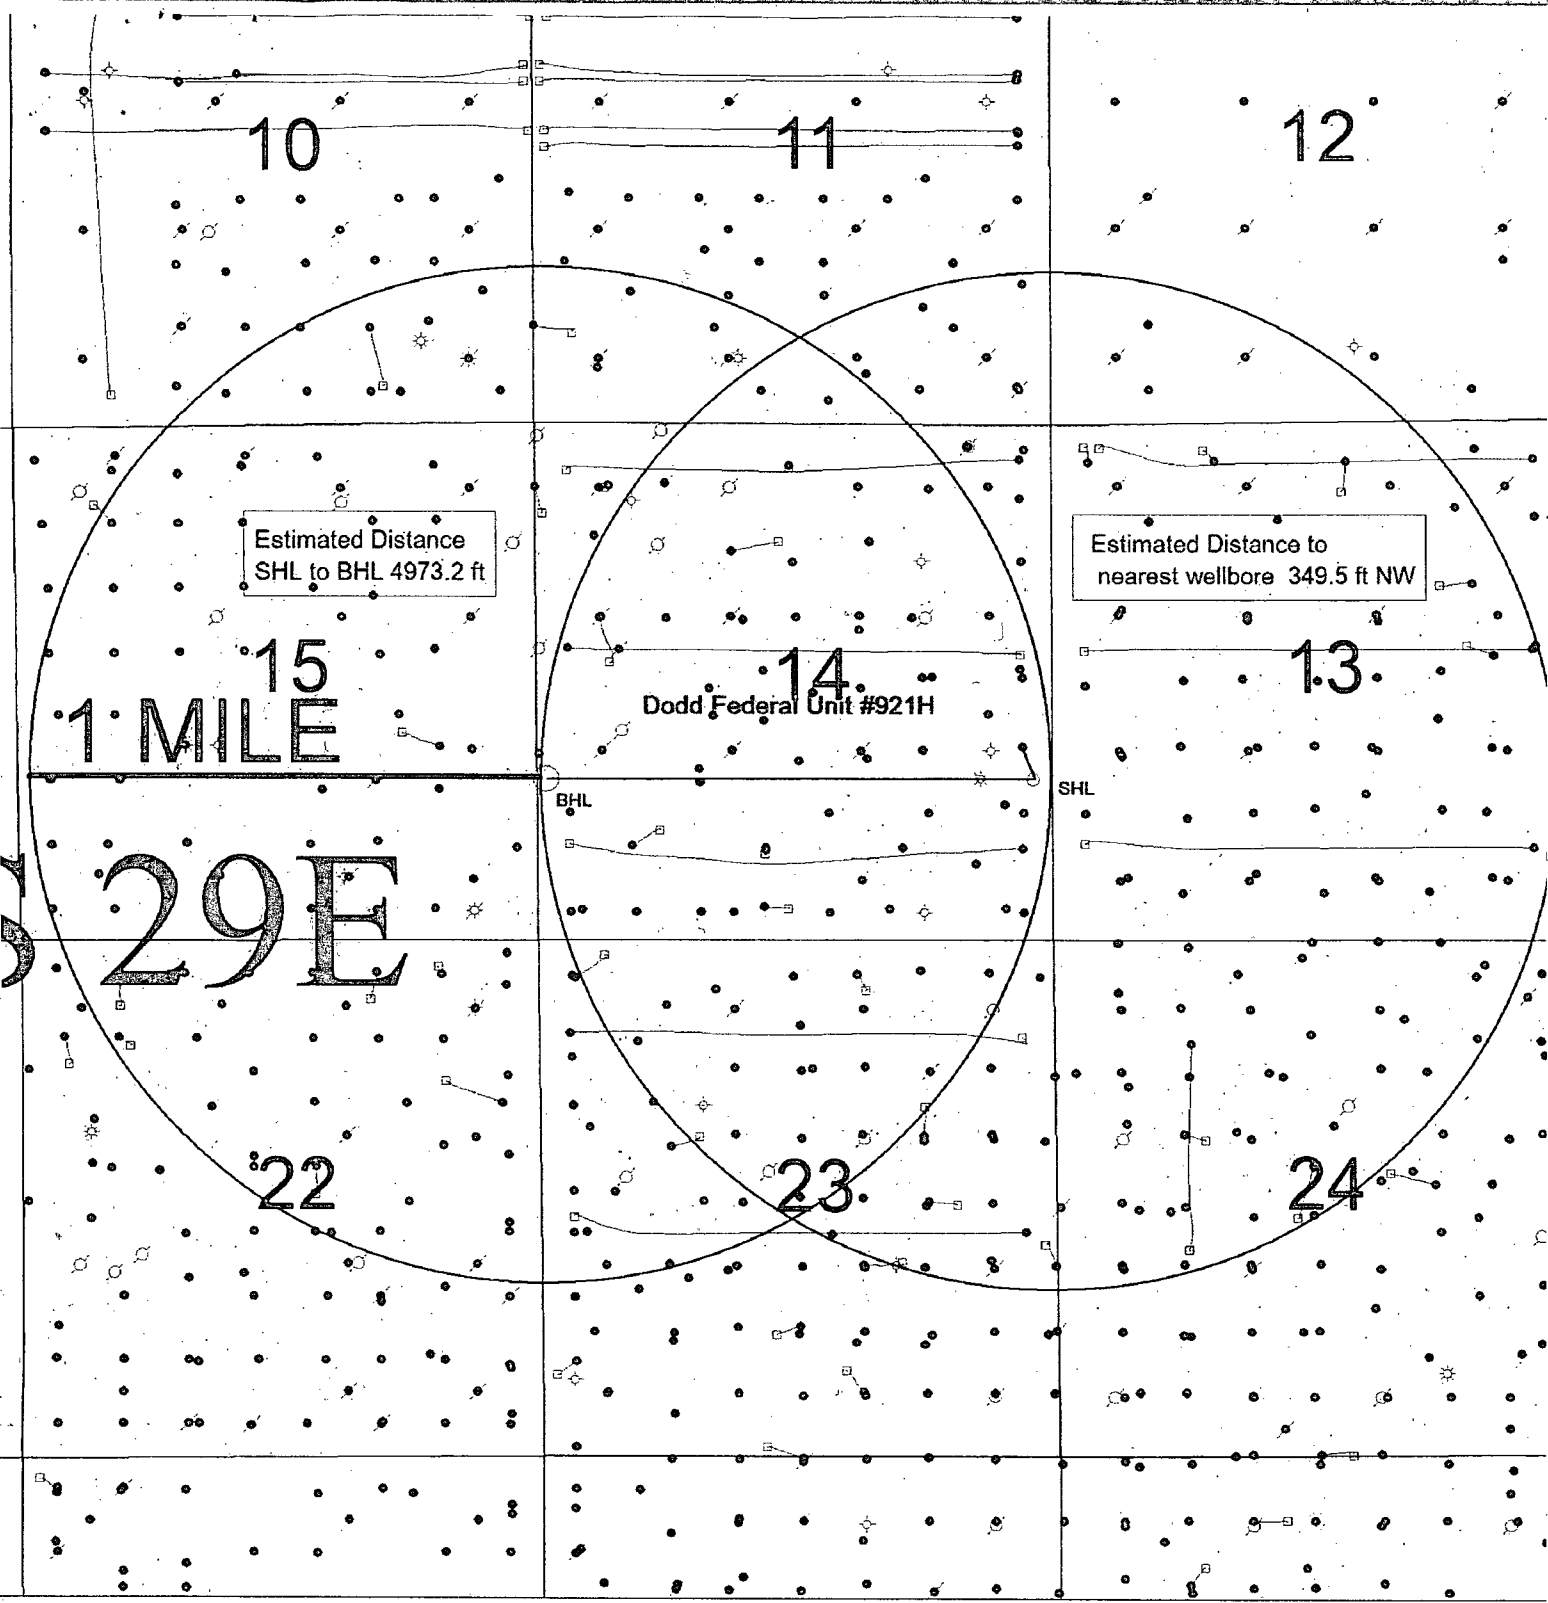 10
11
12
Estimated Distance
SHL to BHL 4973.2 ft
Estimated Distance to
nearest wellbore 349.5 ft NW
15
14
13
Dodd Federal Unit #921H
1 MILE
BHL
SHL
S 29E
22
23
24